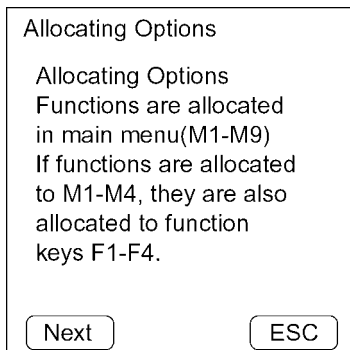 Allocating Options
Allocating Options
Functions are allocated
in main menu(M1-M9)
If functions are allocated
to M1-M4, they are also
allocated to function
keys F1-F4.
Next ESC